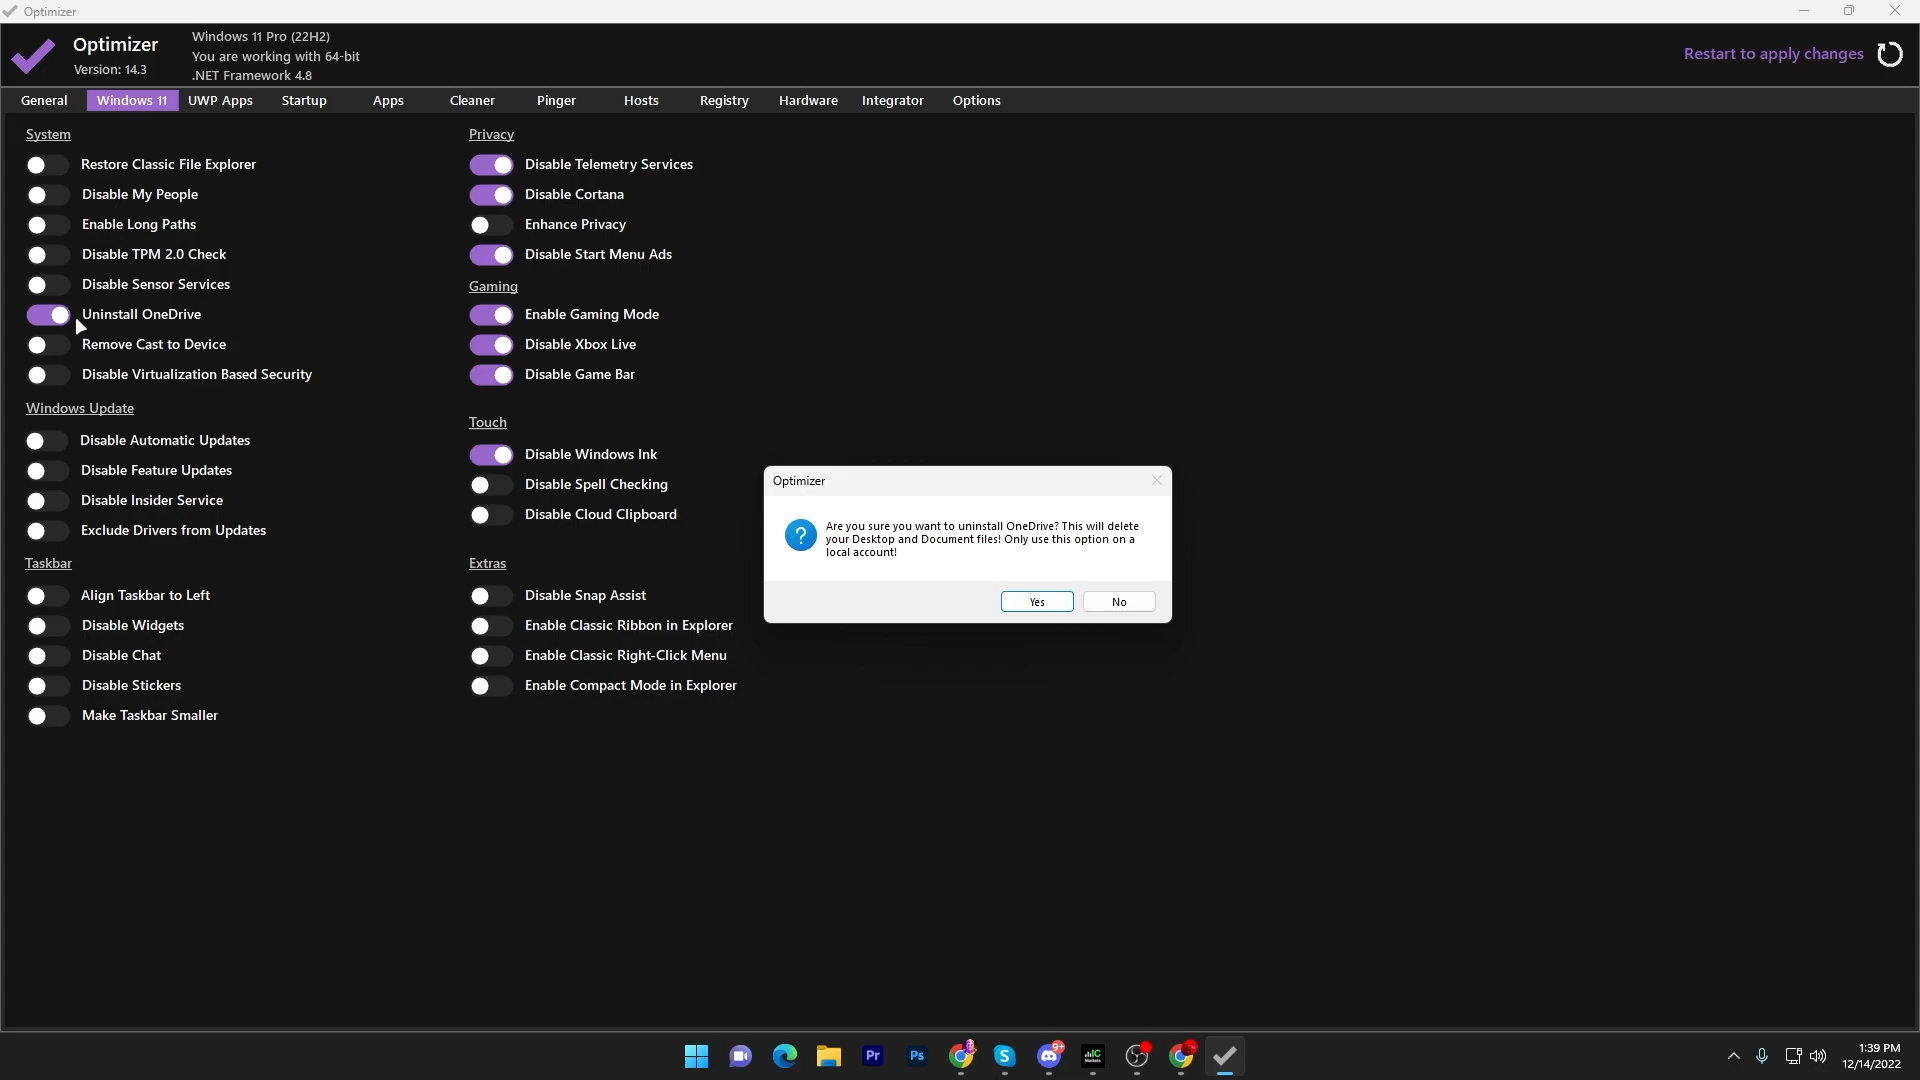 Optimizer
Optimizer
Version: 14.3
Windows 11 Pro (22H2)
You are working with 64-bit
.NET Framework 4.8
Restart to apply changes
General Windows 11 UWP Apps Startup Apps Cleaner Pinger Hosts Registry Hardware Integrator Options
System
Restore Classic File Explorer
Disable My People
Enable Long Paths
Disable TPM 2.0 Check
Disable Sensor Services
Uninstall OneDrive
Remove Cast to Device
Disable Virtualization Based Security
Windows Update
Disable Automatic Updates
Disable Feature Updates
Disable Insider Service
Exclude Drivers from Updates
Taskbar
Align Taskbar to Left
Disable Widgets
Disable Chat
Disable Stickers
Make Taskbar Smaller
Privacy
Disable Telemetry Services
Disable Cortana
Enhance Privacy
Disable Start Menu Ads
Gaming
Enable Gaming Mode
Disable Xbox Live
Disable Game Bar
Touch
Disable Windows Ink
Disable Spell Checking
Disable Cloud Clipboard
Extras
Disable Snap Assist
Enable Classic Ribbon in Explorer
Enable Classic Right-Click Menu
Enable Compact Mode in Explorer
Optimizer
Are you sure you want to uninstall OneDrive? This will delete
your Desktop and Document files! Only use this option on a
local account!
Yes No
Pr Ps S 9+ IC Markets
1:39 PM
12/14/2022